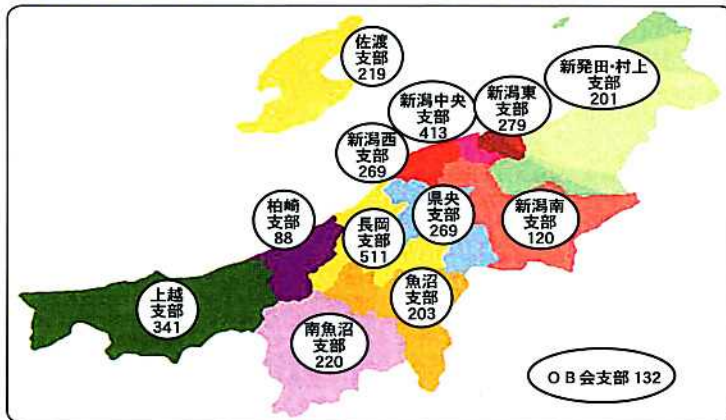 佐渡
支部
219
新発田・村上
支部
201
新潟中央
支部
413
新潟東
支部
279
新潟西
支部
269
柏崎
支部
88
長岡
支部
511
県央
支部
269
新潟南
支部
120
上越
支部
341
魚沼
支部
203
南魚沼
支部
220
OB会支部 132